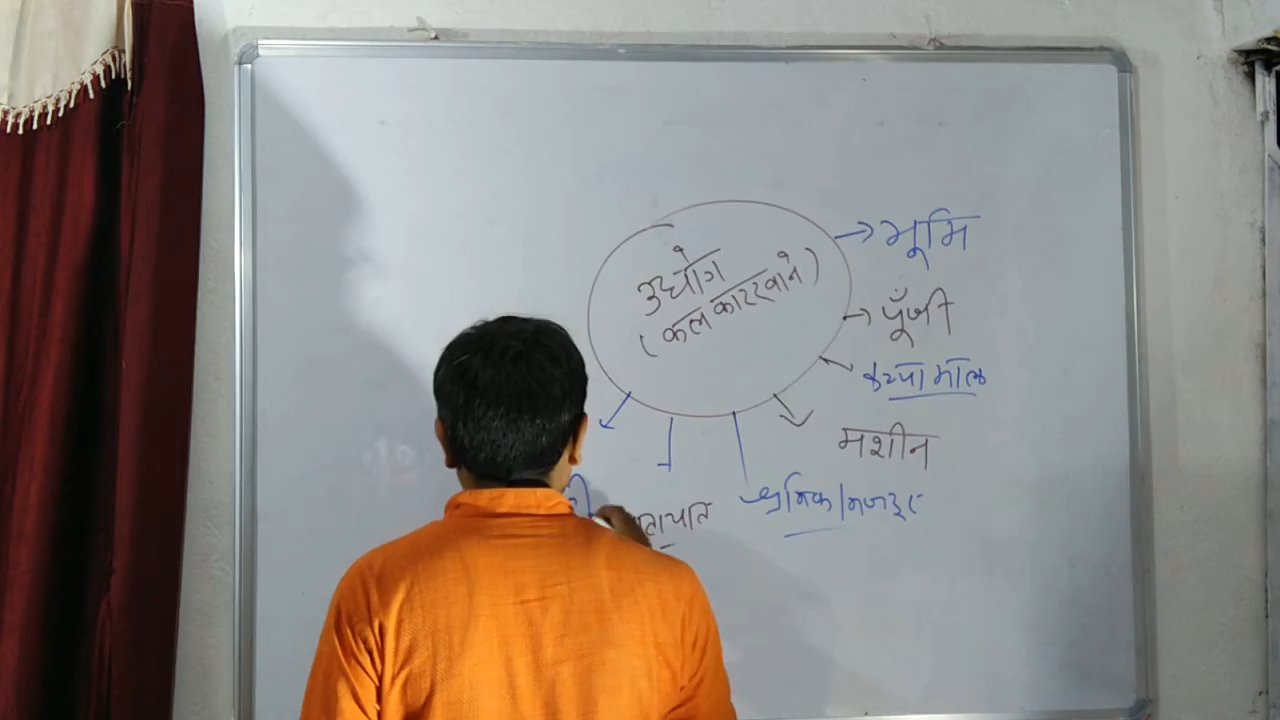 उद्योग
(कल कारखाने)
भूमि
पूँजी
कच्चा माल
मशीन
श्रमिक/मजदूर